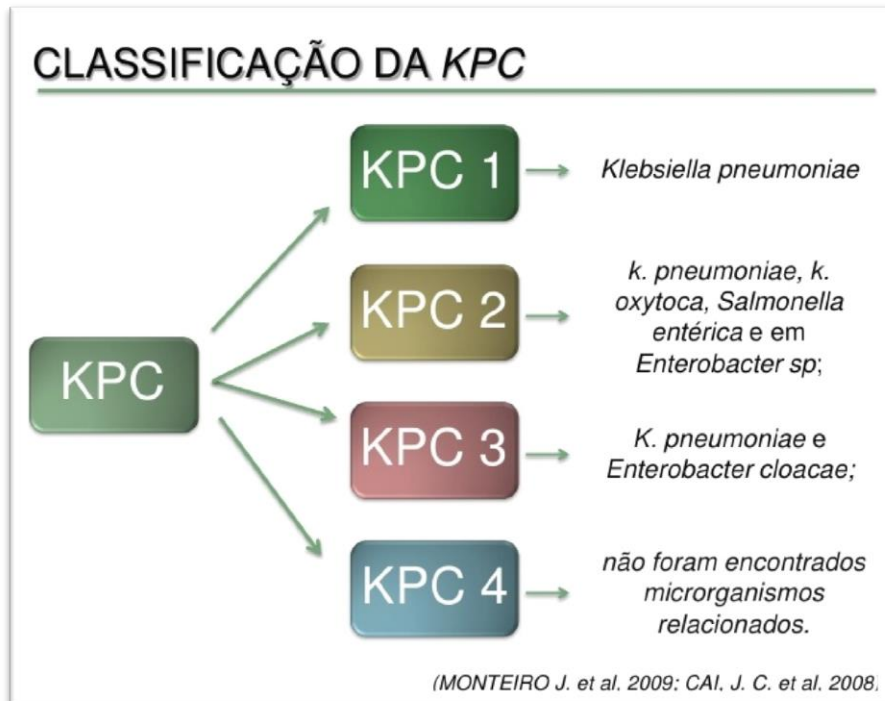 CLASSIFICAÇÃO DA KPC
KPC
KPC 1
Klebsiella pneumoniae
KPC 2
k. pneumoniae, k.
oxytoca, Salmonella
entérica e em
Enterobacter sp;
KPC 3
K. pneumoniae e
Enterobacter cloacae;
KPC 4
não foram encontrados
microrganismos
relacionados.
(MONTEIRO J. et al. 2009; CAI, J. C. et al. 2008)